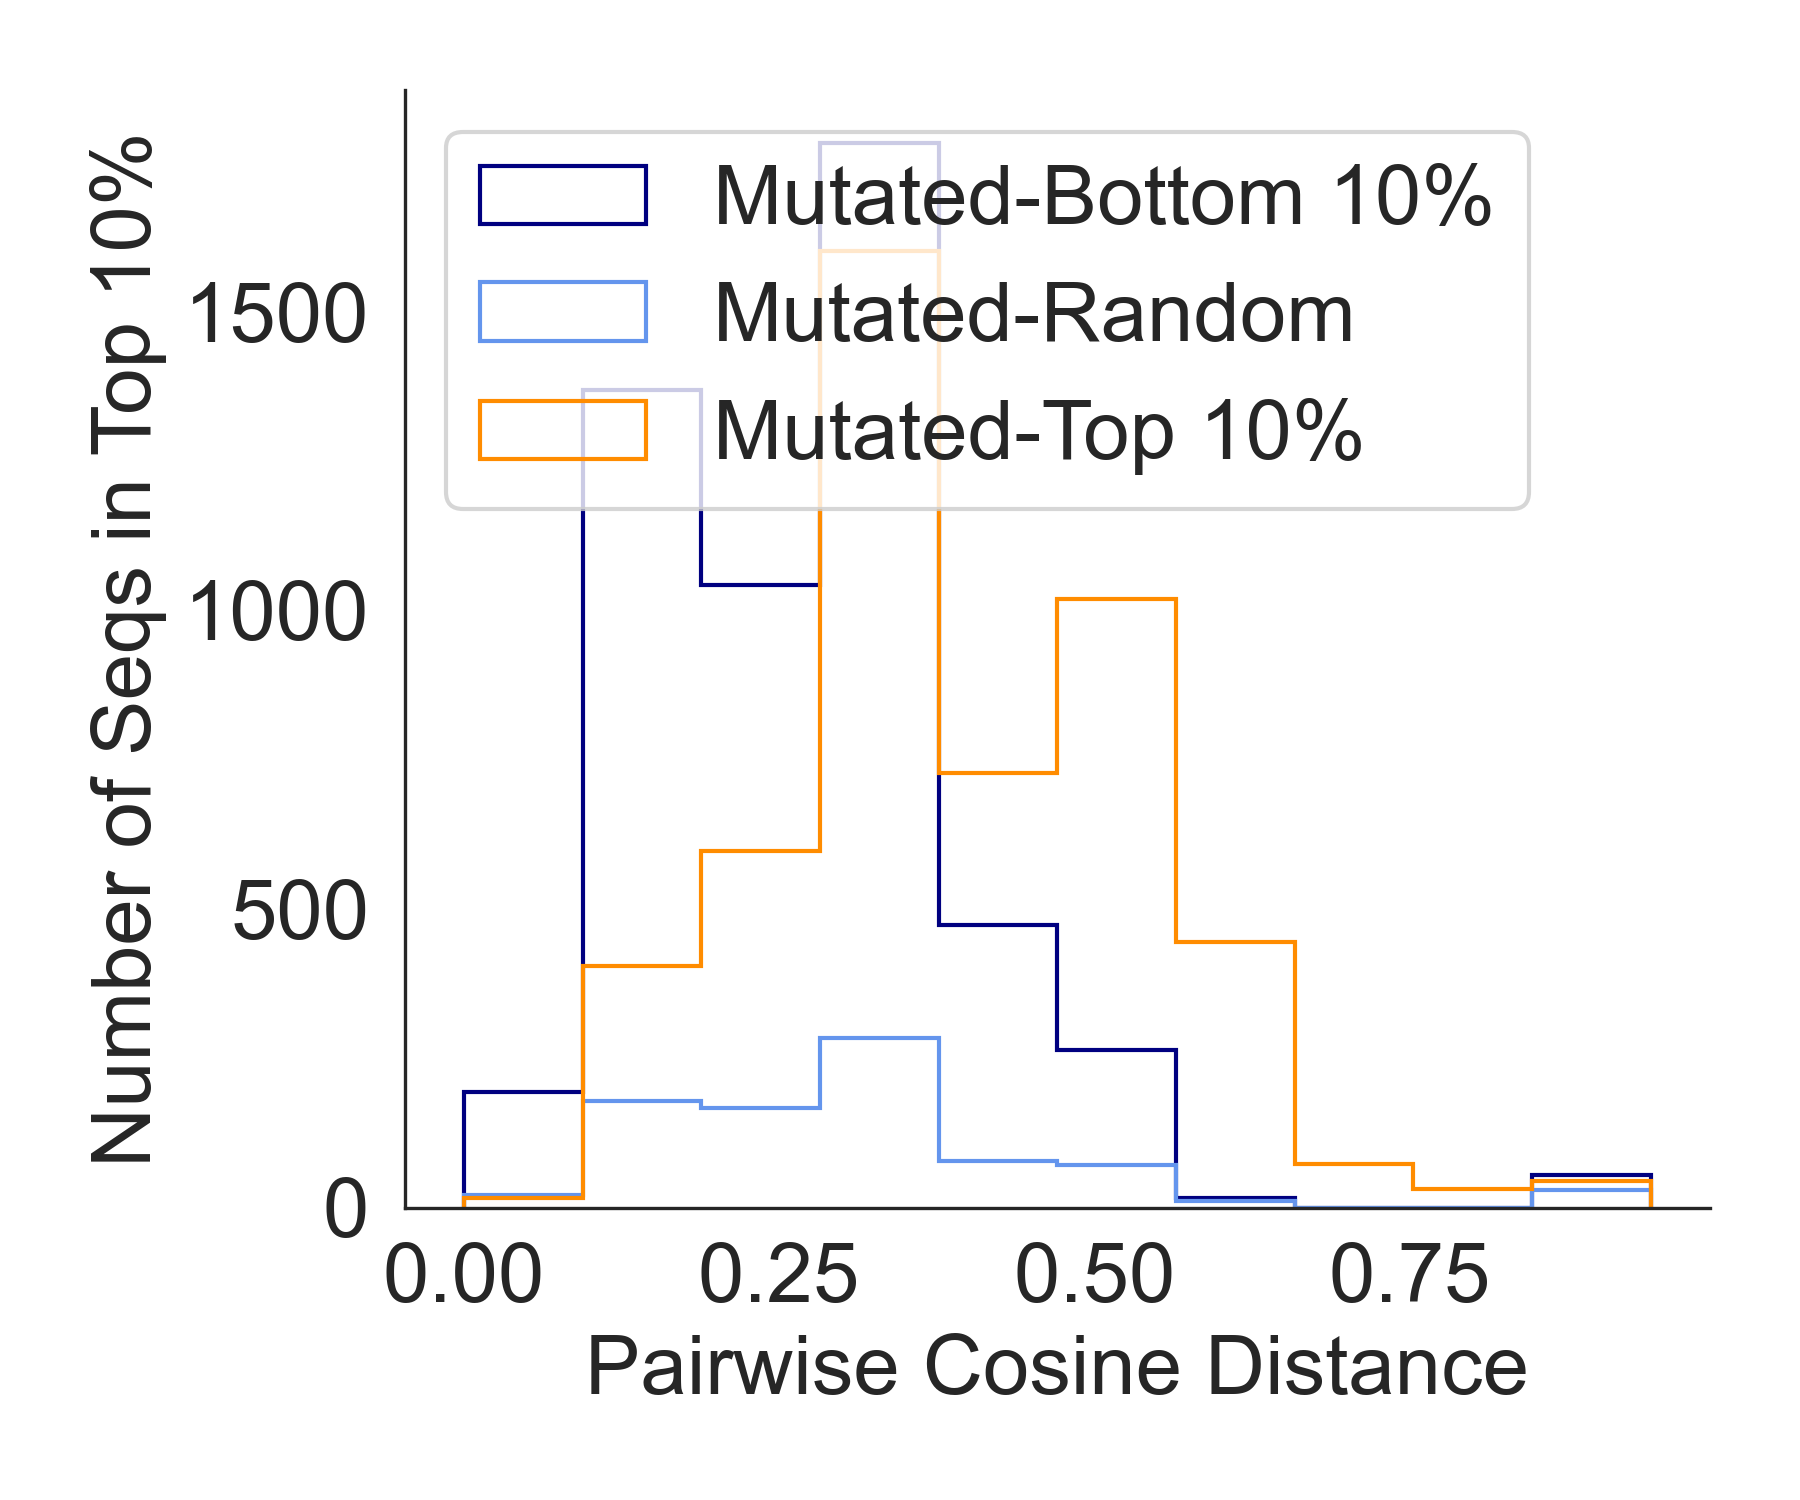 Number of Seqs in Top 10%
1500
1000
500
0
Mutated-Bottom 10%
Mutated-Random
Mutated-Top 10%
0.00 0.25 0.50 0.75
Pairwise Cosine Distance